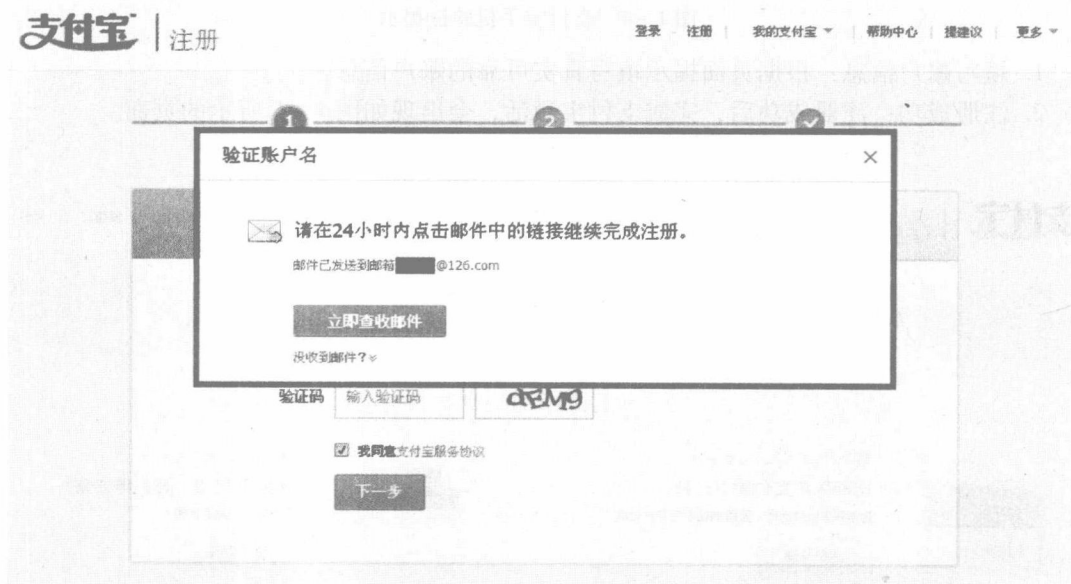 支付宝 | 注册
登录 - 注册 | 我的支付宝 | 帮助中心 | 提建议 | 更多
1
2
验证账户名 ×
请在24小时内点击邮件中的链接继续完成注册。
邮件已发送到邮箱 @126.com
立即查收邮件
没收到邮件?
验证码 输入验证码 dEM9
我同意支付宝服务协议
下一步